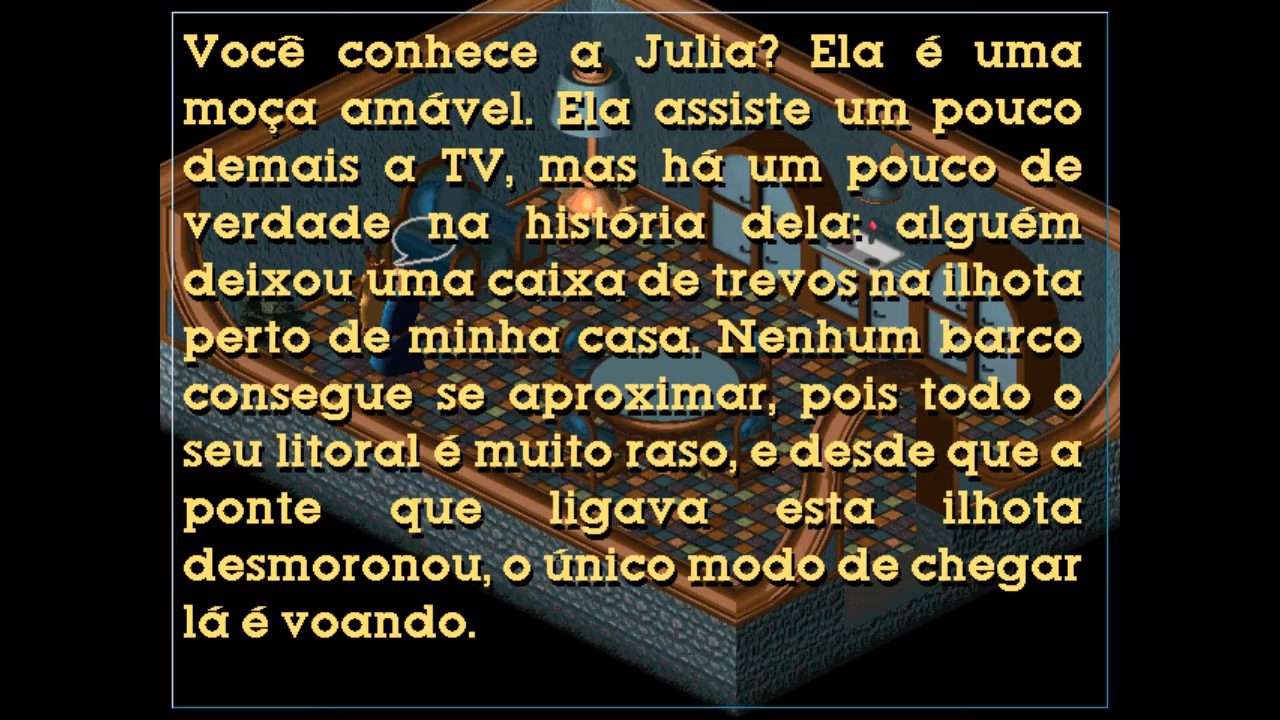 Você conhece a Julia? Ela é uma
moça amável. Ela assiste um pouco
demais a TV, mas há um pouco de
verdade na história dela: alguém
deixou uma caixa de trevos na ilhota
perto de minha casa. Nenhum barco
consegue se aproximar, pois todo o
seu litoral é muito raso, e desde que a
ponte que ligava esta ilhota
desmoronou, o único modo de chegar
lá é voando.